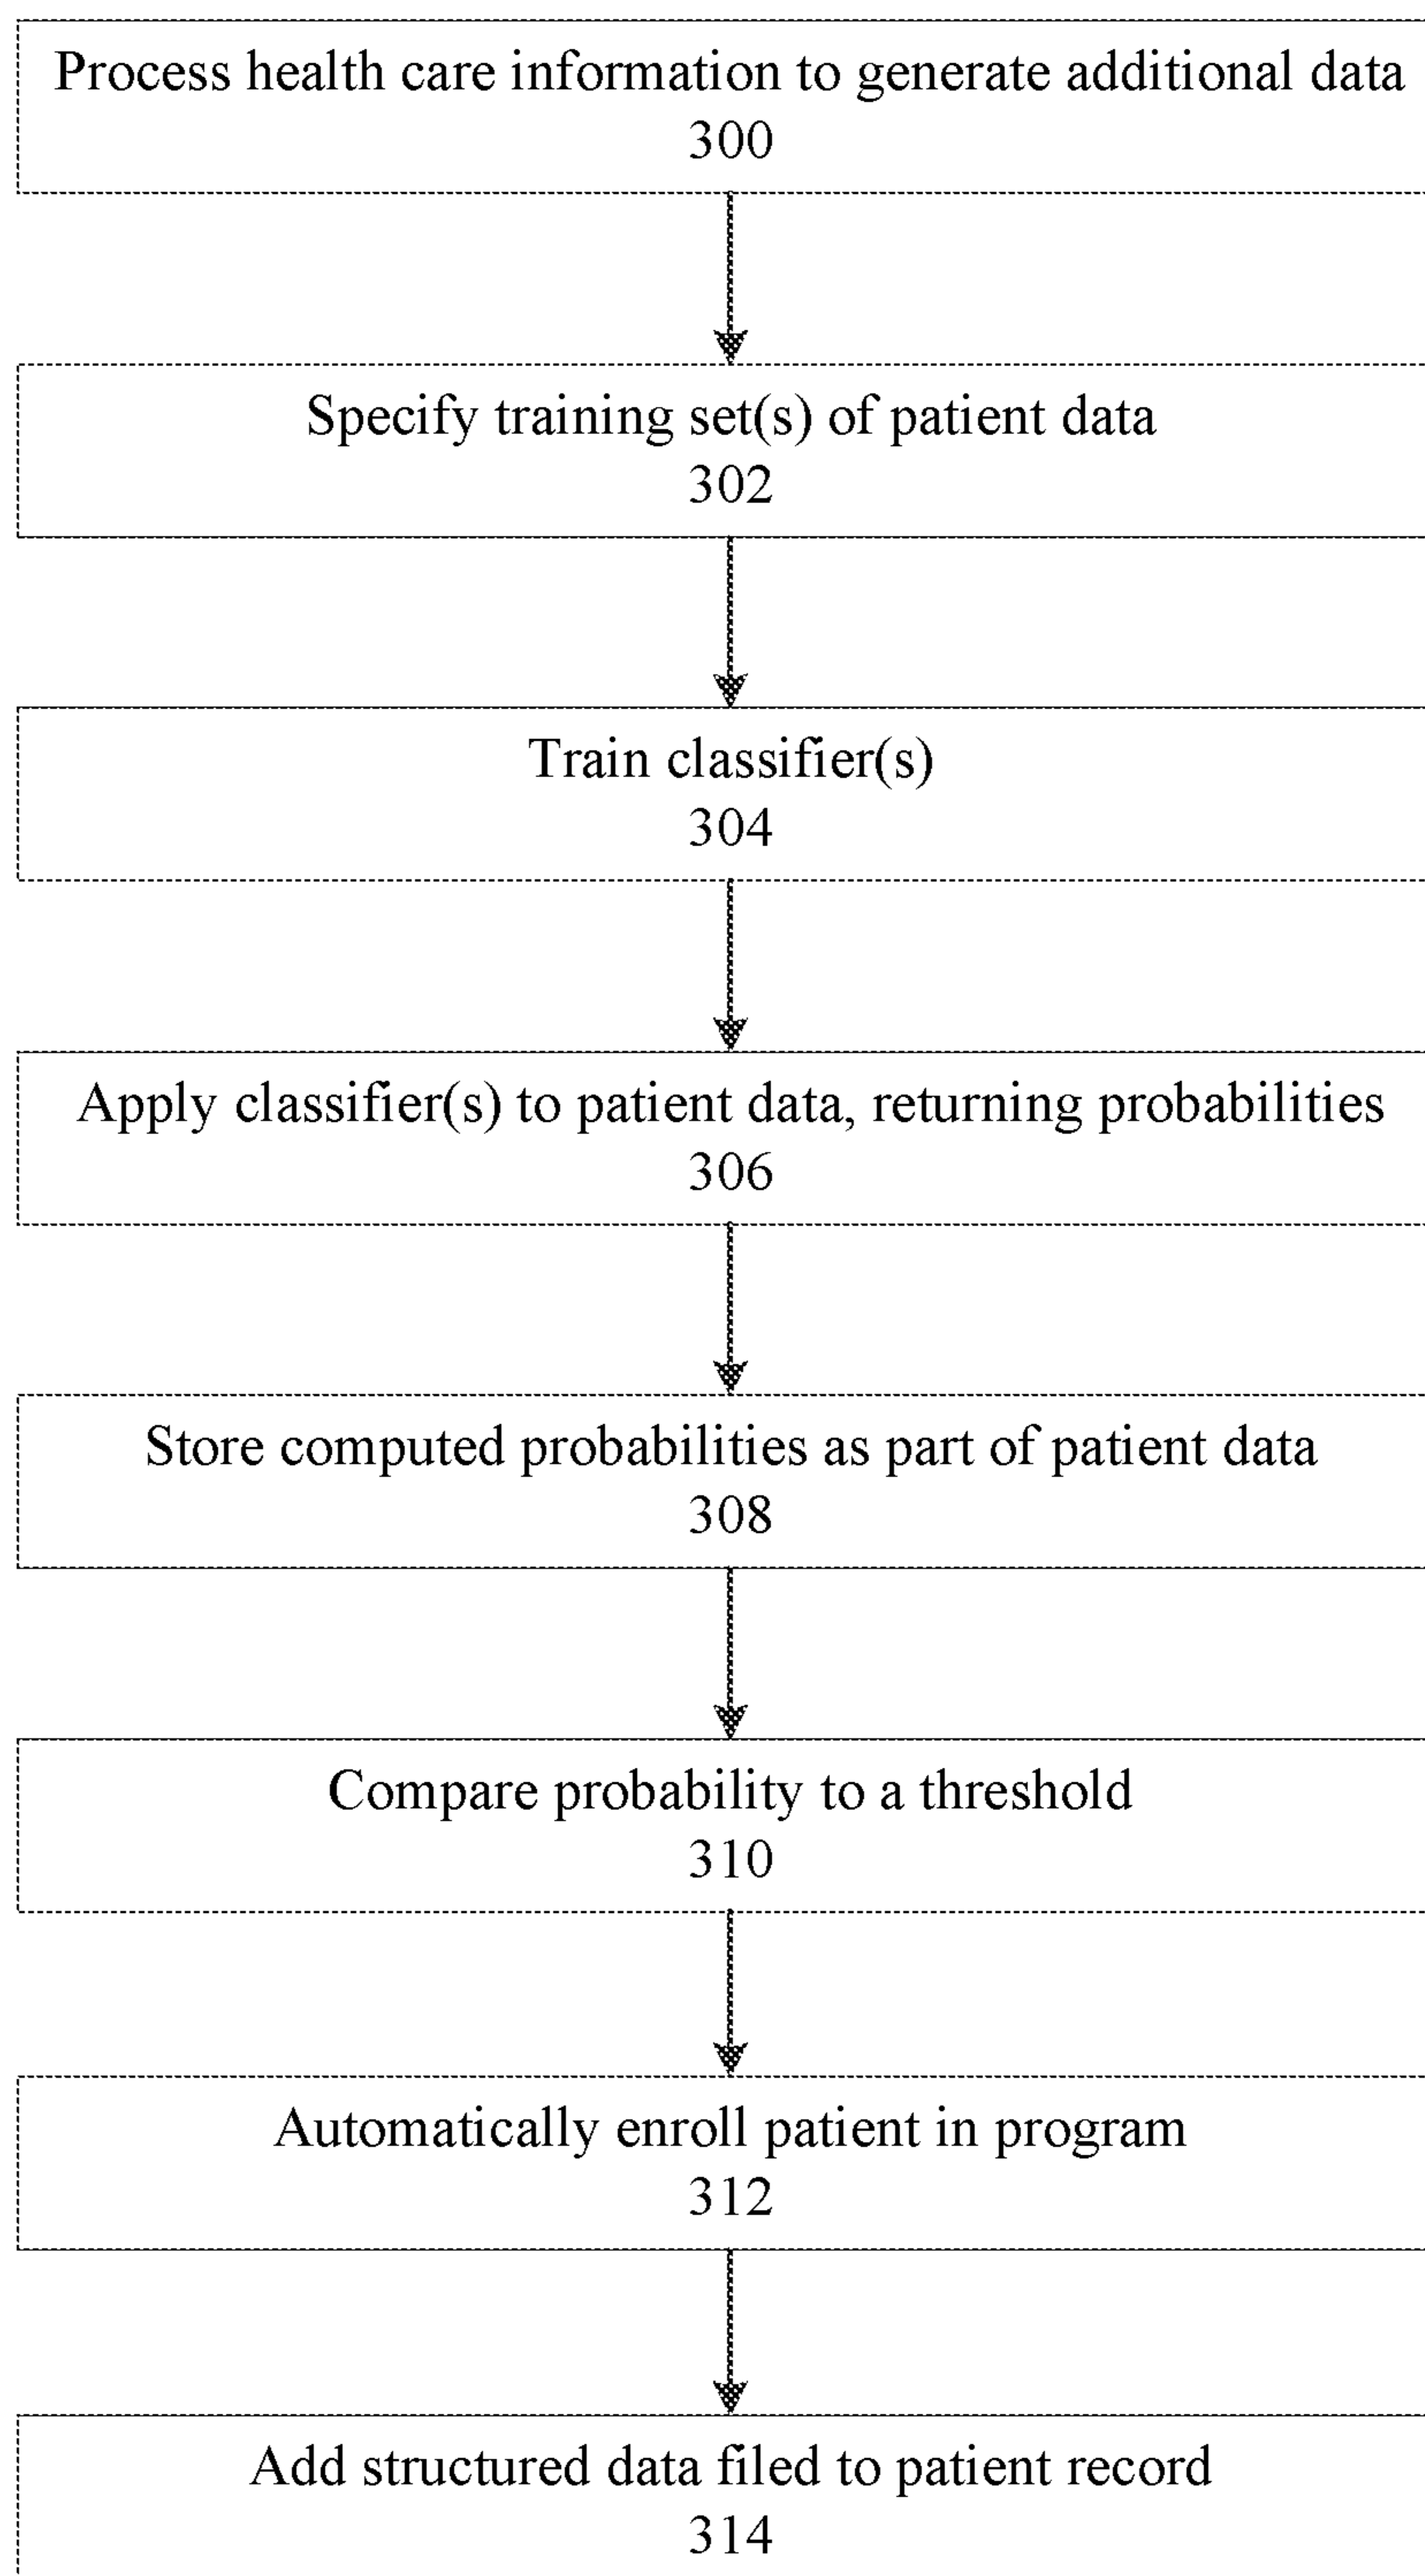 Process health care information to generate additional data
300
Specify training set(s) of patient data
302
Train classifier(s)
304
Apply classifier(s) to patient data, returning probabilities
306
Store computed probabilities as part of patient data
308
Compare probability to a threshold
310
Automatically enroll patient in program
312
Add structured data filed to patient record
314